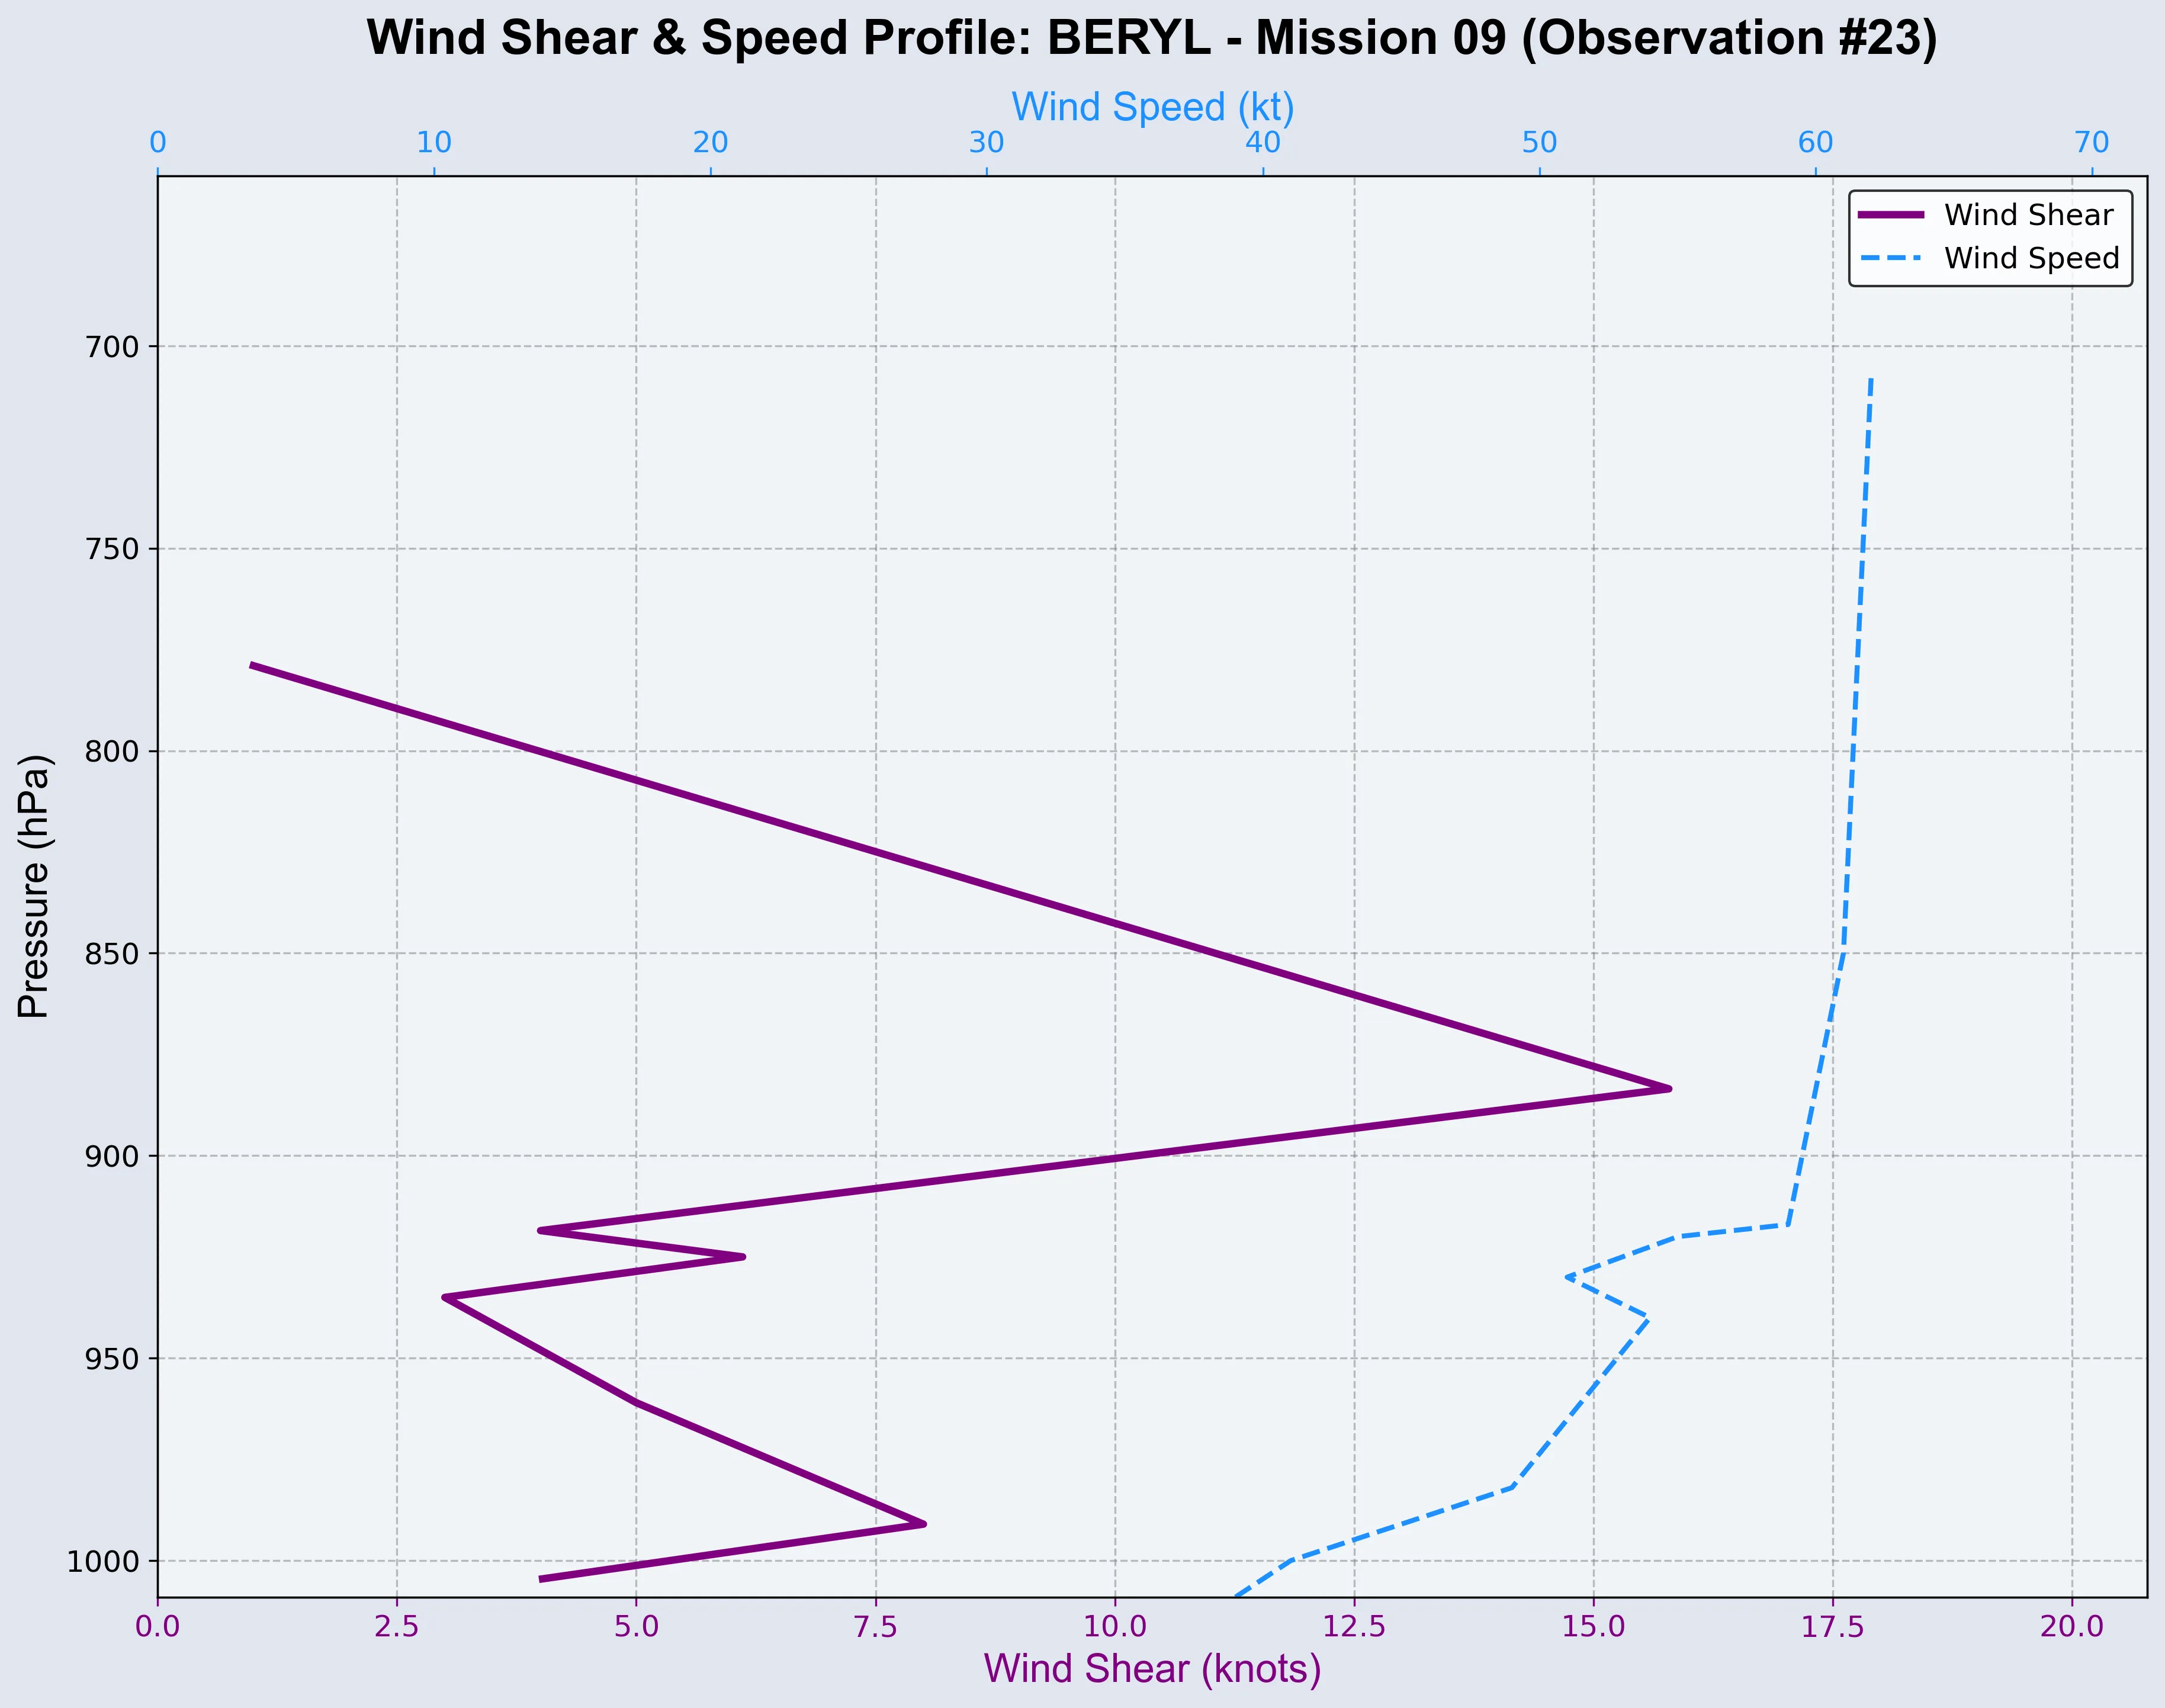 Wind Shear & Speed Profile: BERYL - Mission 09 (Observation #23)
Wind Speed (kt)
0 10 20 30 40 50 60 70
Wind Shear
Wind Speed
700
750
800
850
900
950
1000
Pressure (hPa)
0.0 2.5 5.0 7.5 10.0 12.5 15.0 17.5 20.0
Wind Shear (knots)